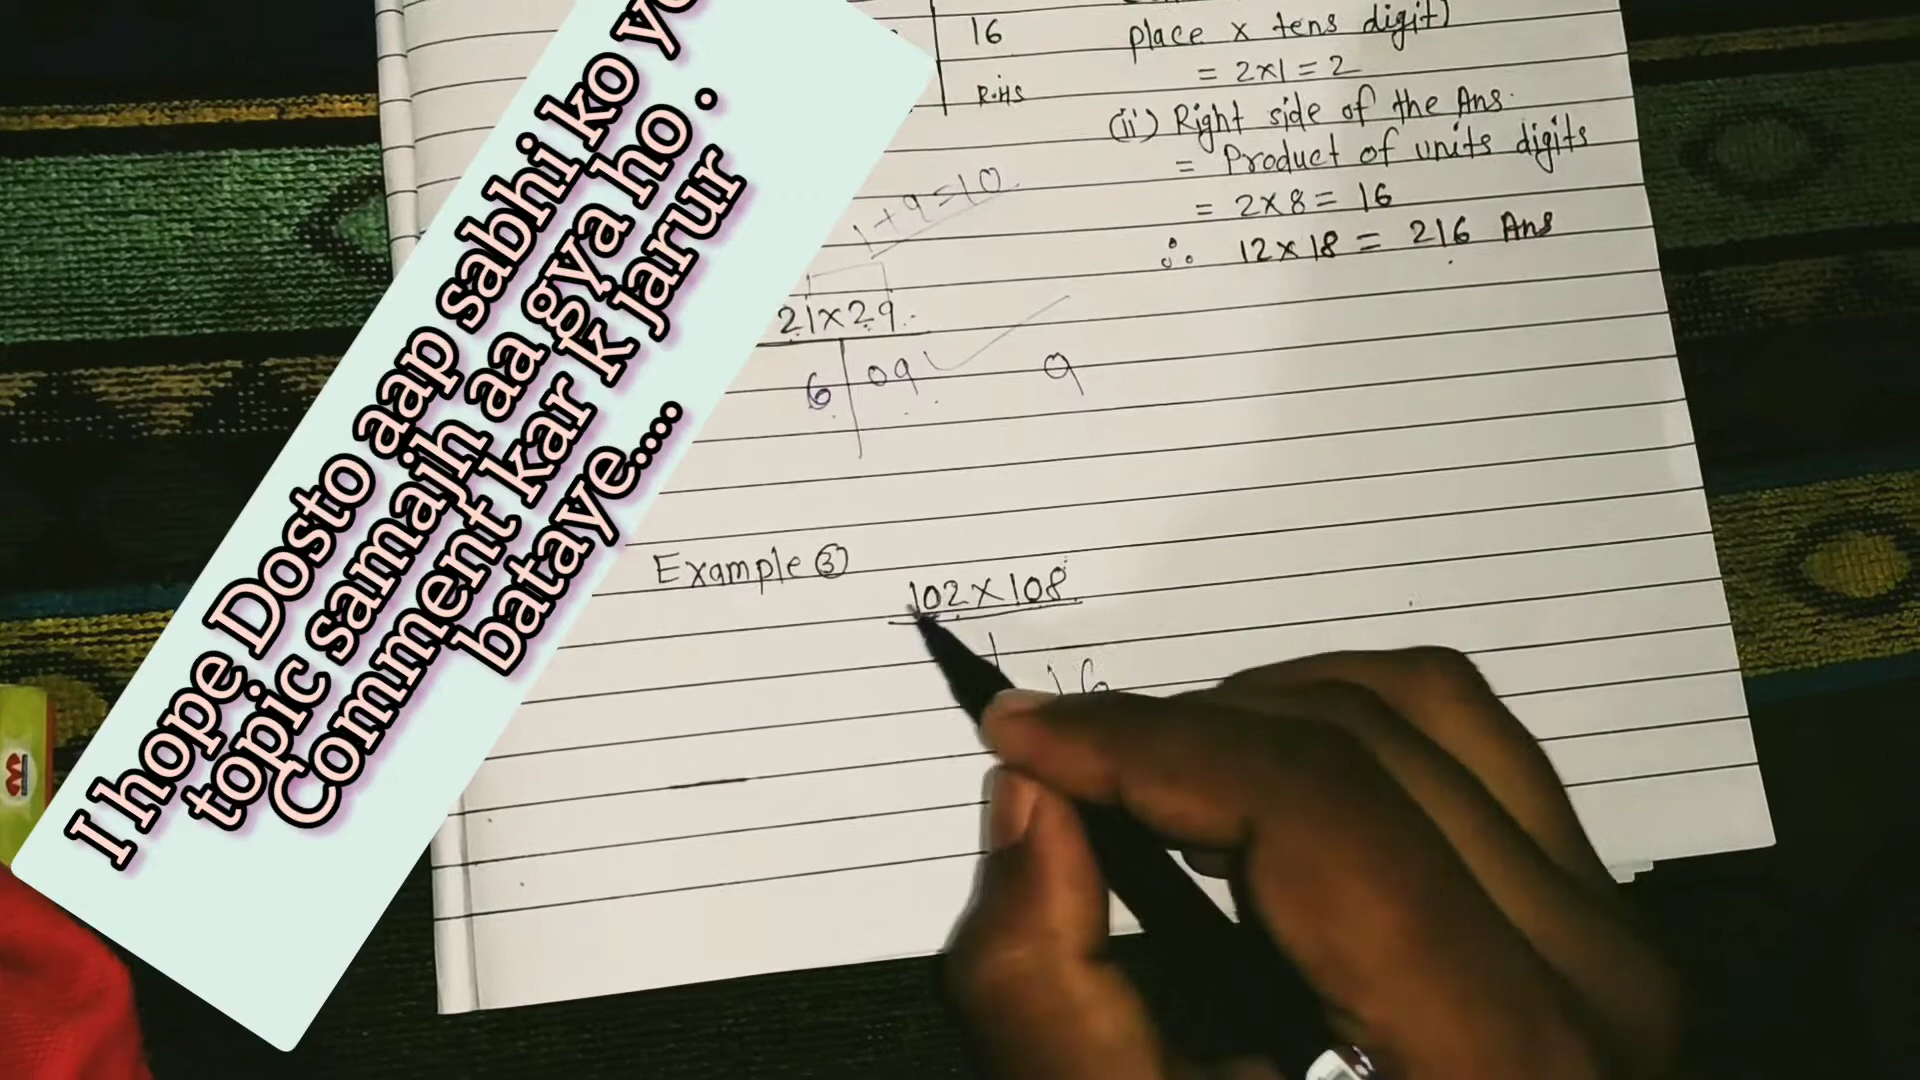 I hope Dosto aap sabhi ko ye
topic samajh aa gya ho .
Comment kar k jarur
bataye....
16
R.H.S
place x tens digit)
= 2x1 = 2
(ii) Right side of the Ans.
= Product of units digits
= 2x8 = 16
∴ 12x18 = 216 Ans
1+9=10
21x29
6 09
9
Example ③
102x108
16